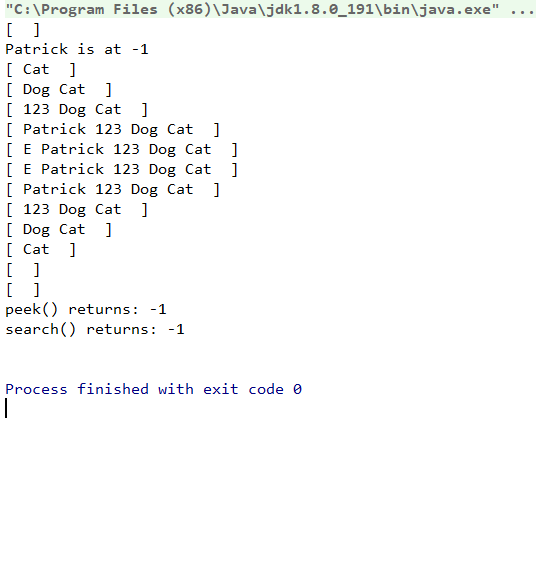 "C:\Program Files (x86)\Java\jdk1.8.0_191\bin\java.exe" ...
[  ]
Patrick is at -1
[ Cat  ]
[ Dog Cat  ]
[ 123 Dog Cat  ]
[ Patrick 123 Dog Cat  ]
[ E Patrick 123 Dog Cat  ]
[ E Patrick 123 Dog Cat  ]
[ Patrick 123 Dog Cat  ]
[ 123 Dog Cat  ]
[ Dog Cat  ]
[ Cat  ]
[  ]
[  ]
peek() returns: -1
search() returns: -1
Process finished with exit code 0